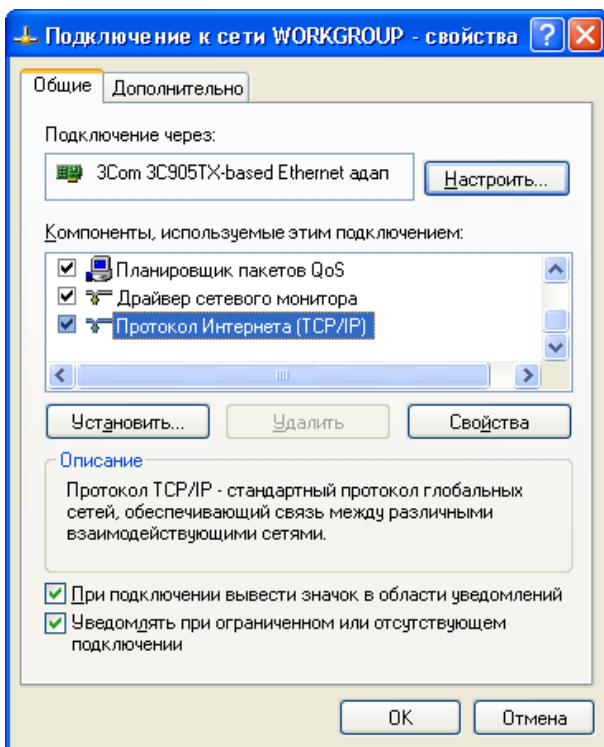 Подключение к сети WORKGROUP - свойства
Общие
Дополнительно
Подключение через:
3Com 3C905TX-based Ethernet адап
Настроить...
Компоненты, используемые этим подключением:
Планировщик пакетов QoS
Драйвер сетевого монитора
Протокол Интернета (TCP/IP)
Установить...
Удалить
Свойства
Описание
Протокол TCP/IP - стандартный протокол глобальных
сетей, обеспечивающий связь между различными
взаимодействующими сетями.
При подключении вывести значок в области уведомлений
Уведомлять при ограниченном или отсутствующем
подключении
OK
Отмена